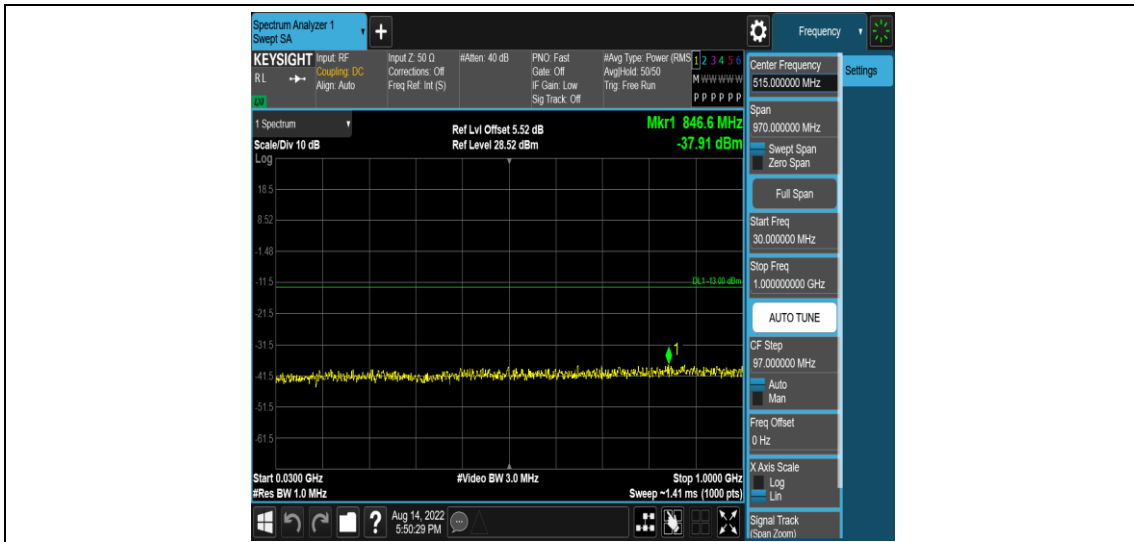 Spectrum Analyzer 1
Swept SA
+
Frequency
KEYSIGHT
RL
LXI
Input: RF
Coupling: DC
Align: Auto
Input Z: 50 Ω
Corrections: Off
Freq Ref: Int (S)
#Atten: 40 dB
PNO: Fast
Gate: Off
IF Gain: Low
Sig Track: Off
#Avg Type: Power (RMS
Avg|Hold: 50/50
Trig: Free Run
1 2 3 4 5 6
M W W W W W
P P P P P P
Center Frequency
515.000000 MHz
Settings
1 Spectrum
Scale/Div 10 dB
Ref Lvl Offset 5.52 dB
Ref Level 28.52 dBm
Mkr1 846.6 MHz
-37.91 dBm
Log
18.5
8.52
-1.48
-11.5
-21.5
-31.5
-41.5
-51.5
-61.5
DL1 -13.00 dBm
1
Start 0.0300 GHz
#Res BW 1.0 MHz
#Video BW 3.0 MHz
Stop 1.0000 GHz
Sweep ~1.41 ms (1000 pts)
Span
970.000000 MHz
Swept Span
Zero Span
Full Span
Start Freq
30.000000 MHz
Stop Freq
1.000000000 GHz
AUTO TUNE
CF Step
97.000000 MHz
Auto
Man
Freq Offset
0 Hz
X Axis Scale
Log
Lin
Signal Track
(Span Zoom)
?
Aug 14, 2022
5:50:29 PM